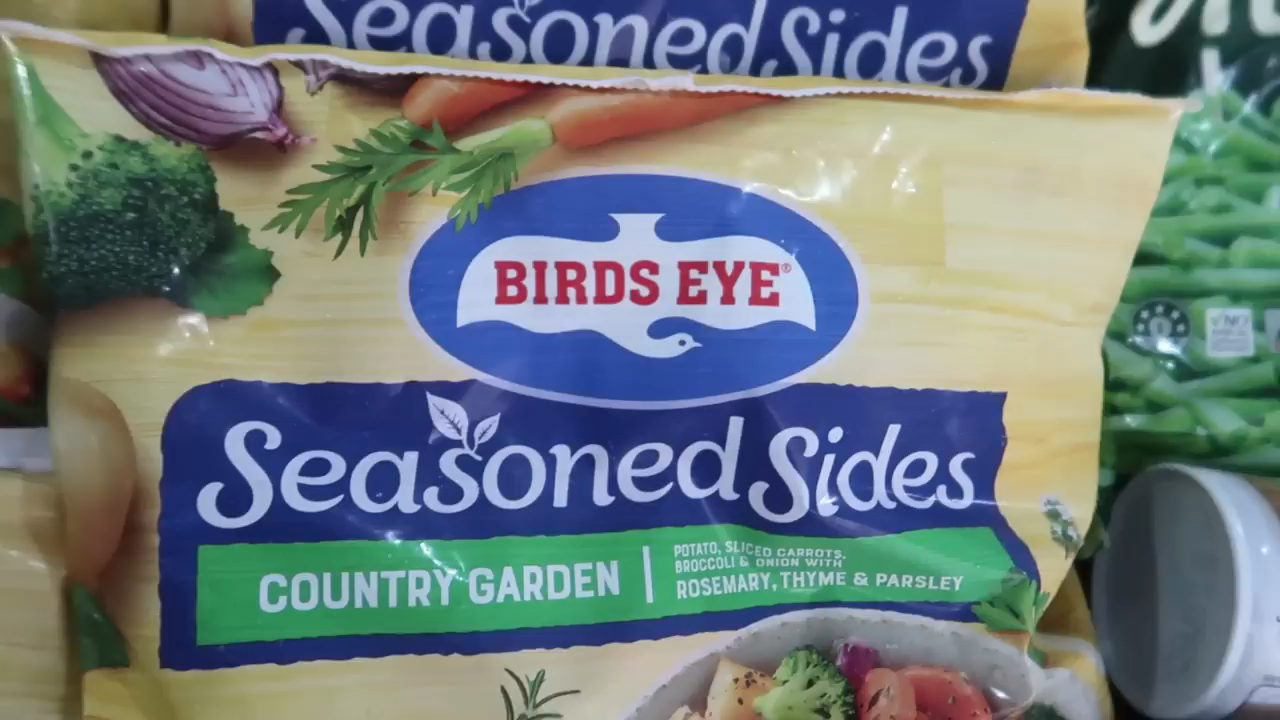 Seasoned Sides
BIRDS EYE®
Seasoned Sides
COUNTRY GARDEN
POTATO, SLICED CARROTS,
BROCCOLI & ONION WITH
ROSEMARY, THYME & PARSLEY